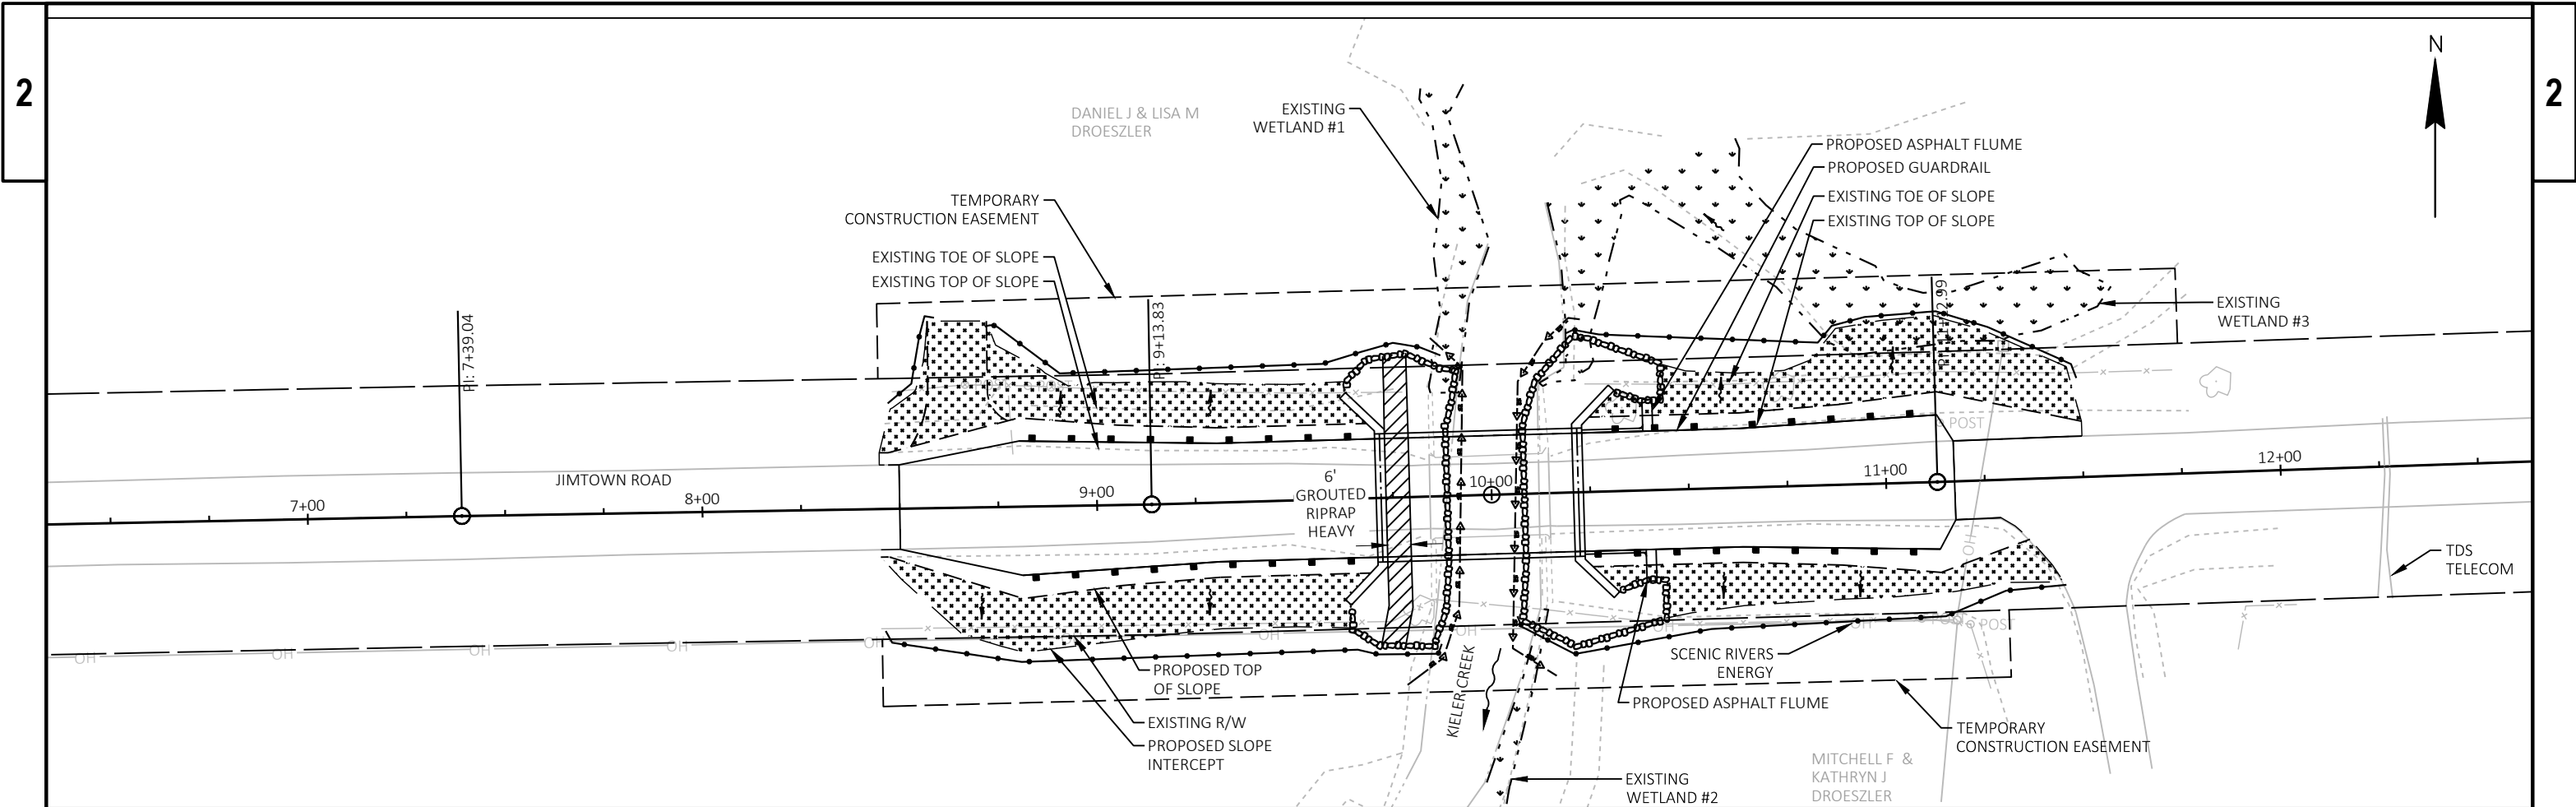 2
2
N
DANIEL J & LISA M
DROESZLER
EXISTING
WETLAND #1
PROPOSED ASPHALT FLUME
PROPOSED GUARDRAIL
EXISTING TOE OF SLOPE
EXISTING TOP OF SLOPE
TEMPORARY
CONSTRUCTION EASEMENT
EXISTING TOE OF SLOPE
EXISTING TOP OF SLOPE
EXISTING
WETLAND #3
PI: 7+39.04
PI: 9+13.83
POST
JIMTOWN ROAD
7+00
8+00
9+00
10+00
11+00
12+00
6'
GROUTED
RIPRAP
HEAVY
OH
TDS
TELECOM
OH
OH
OH
OH
OH
OH
OH
OH
OH
POST
SCENIC RIVERS
ENERGY
PROPOSED TOP
OF SLOPE
KIELER CREEK
PROPOSED ASPHALT FLUME
EXISTING R/W
PROPOSED SLOPE
INTERCEPT
TEMPORARY
CONSTRUCTION EASEMENT
MITCHELL F &
KATHRYN J
DROESZLER
EXISTING
WETLAND #2